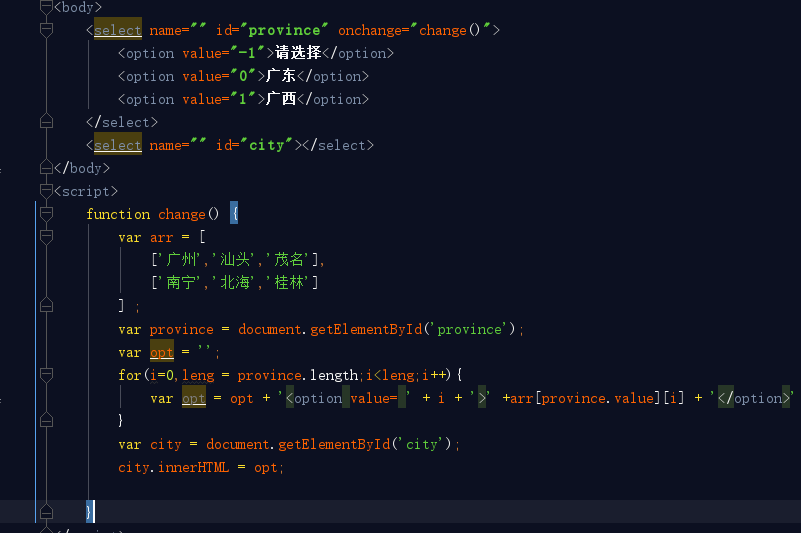 <body>
<select name="" id="province" onchange="change()">
<option value="-1">请选择</option>
<option value="0">广东</option>
<option value="1">广西</option>
</select>
<select name="" id="city"></select>
</body>
<script>
function change() {
var arr = [
['广州','汕头','茂名'],
['南宁','北海','桂林']
] ;
var province = document.getElementById('province');
var opt = '';
for(i=0,leng = province.length;i<leng;i++){
var opt = opt + '<option value= ' + i + '>' +arr[province.value][i] + '</option>'
}
var city = document.getElementById('city');
city.innerHTML = opt;
}